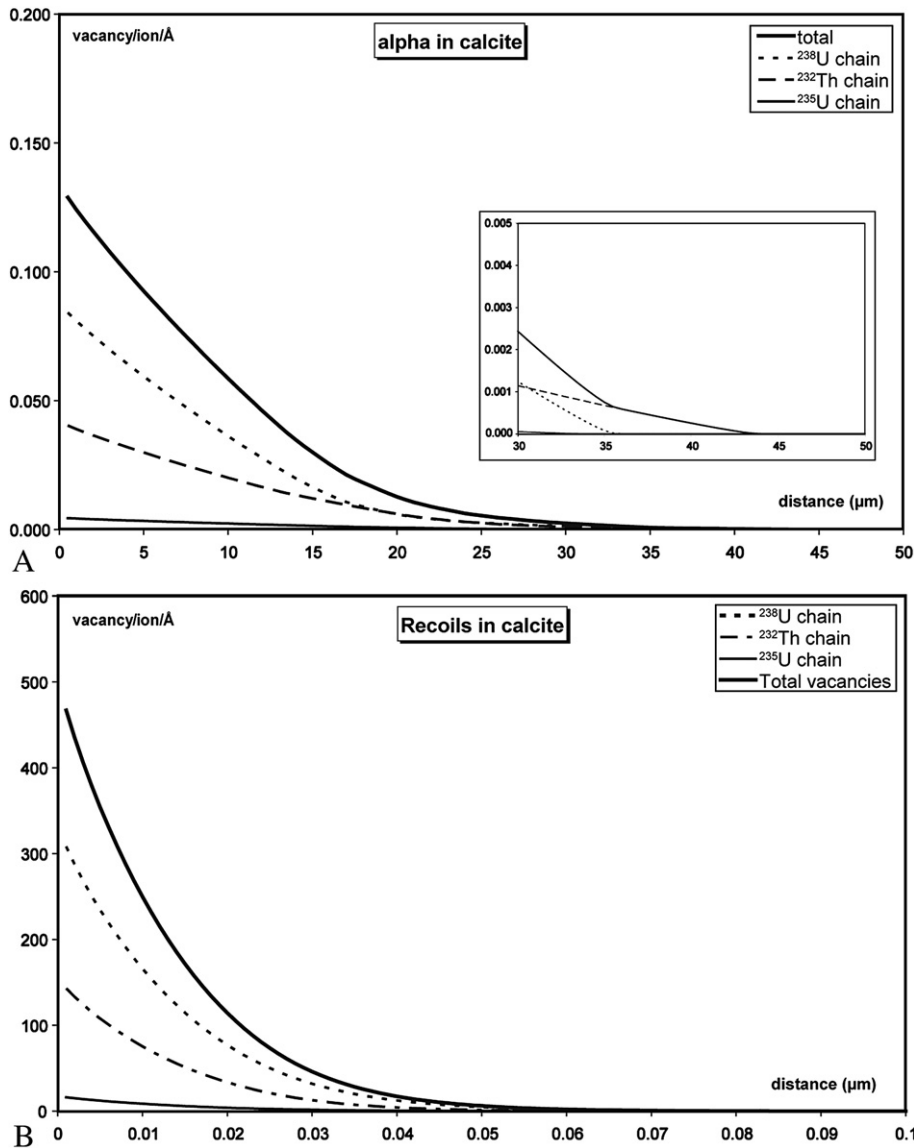 0.200
vacancy/ion/Å
alpha in calcite
total
²³⁸U chain
²³²Th chain
²³⁵U chain
0.150
0.100
0.050
0.000
0.005
0.004
0.003
0.002
0.001
0.000
30 35 40 45 50
distance (µm)
0 5 10 15 20 25 30 35 40 45 50
A
600
vacancy/ion/Å
Recoils in calcite
²³⁸U chain
²³²Th chain
²³⁵U chain
Total vacancies
500
400
300
200
100
0
distance (µm)
0 0.01 0.02 0.03 0.04 0.05 0.06 0.07 0.08 0.09 0.1
B